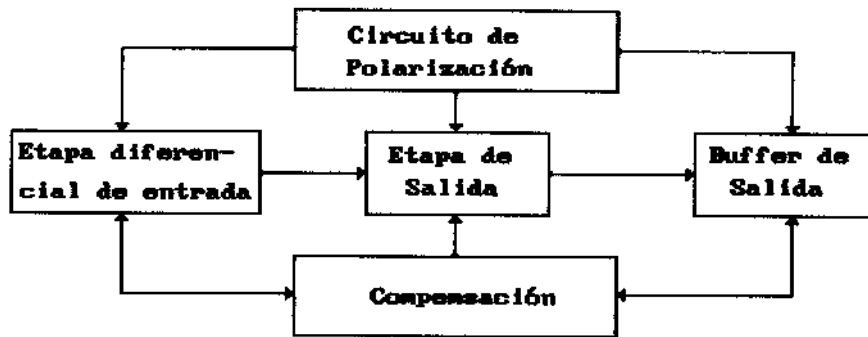 Circuito de
Polarización
Etapa diferen-
cial de entrada
Etapa de
Salida
Buffer de
Salida
Compensación